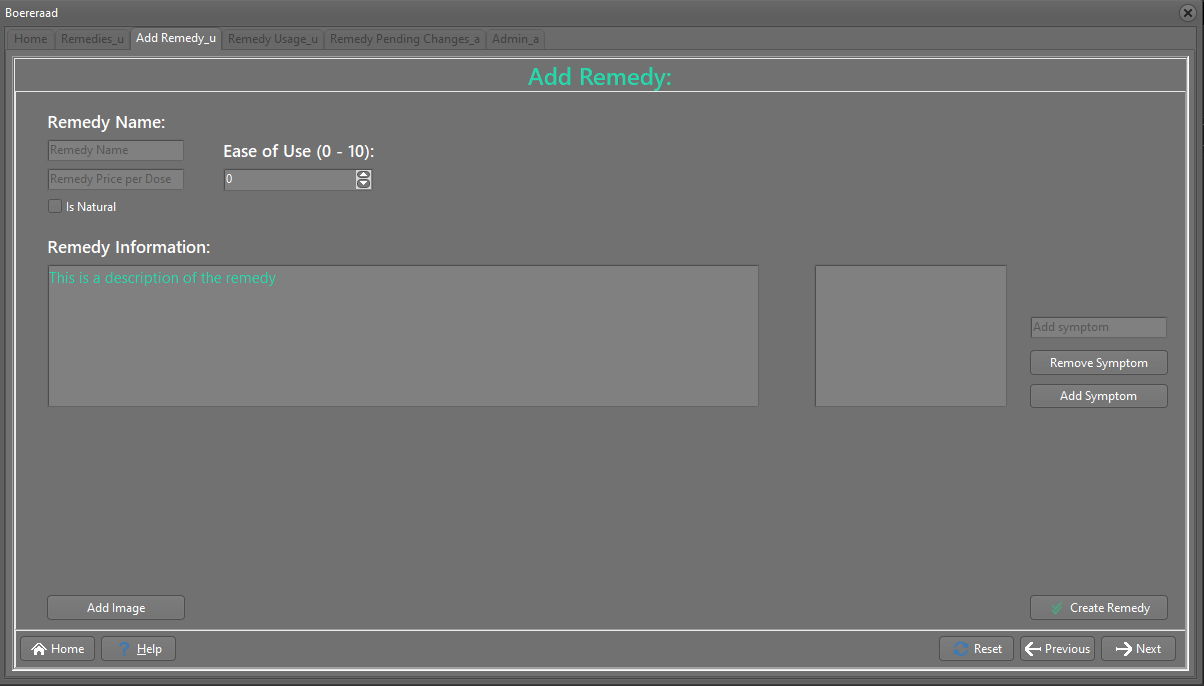 Boereraad
Home Remedies_u Add Remedy_u Remedy Usage_u Remedy Pending Changes_a Admin_a
Add Remedy:
Remedy Name:
Remedy Name
Ease of Use (0 - 10):
Remedy Price per Dose
0
Is Natural
Remedy Information:
This is a description of the remedy
Add symptom
Remove Symptom
Add Symptom
Add Image
Create Remedy
Home
? Help
Reset
Previous
Next